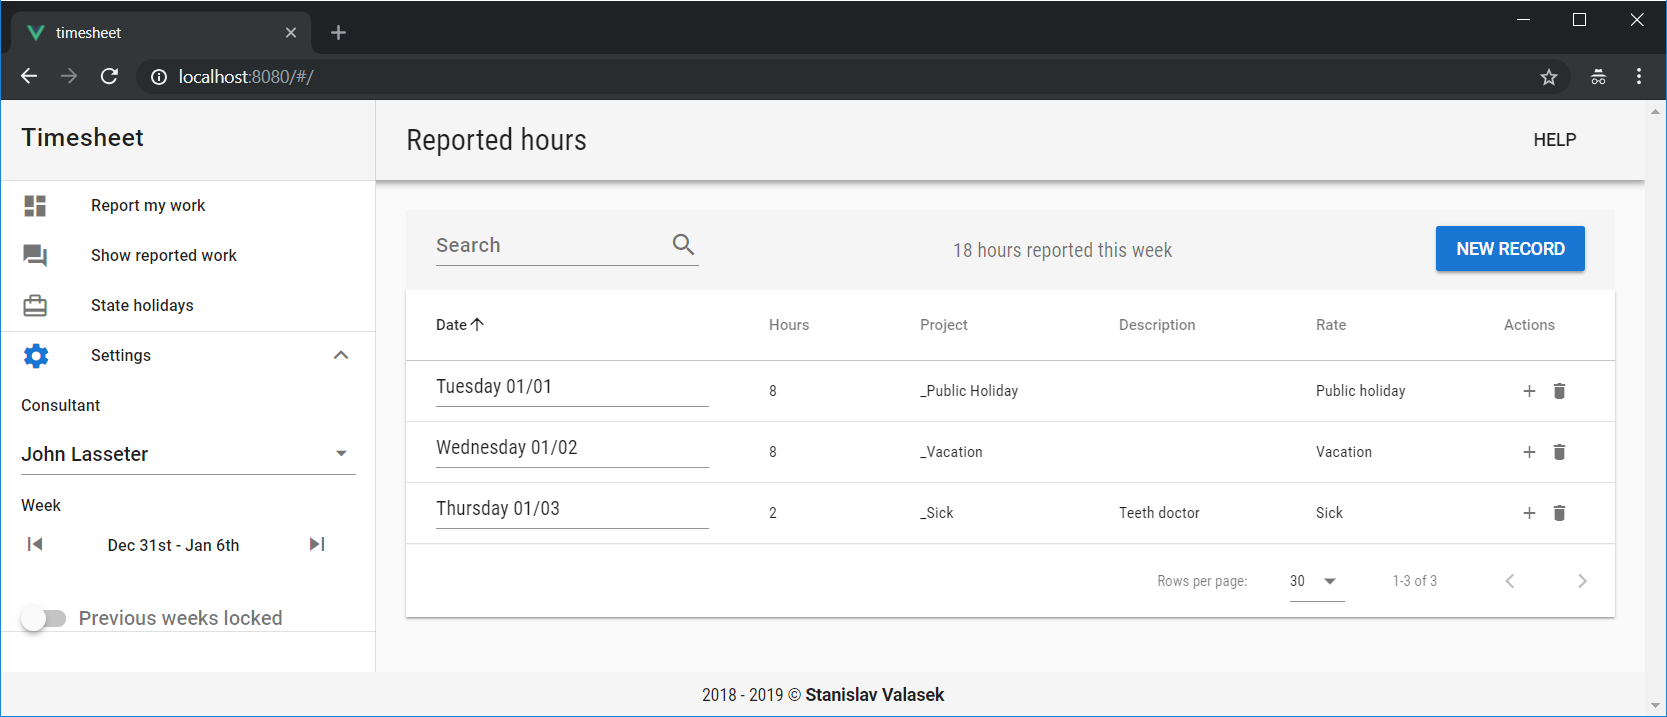 timesheet
localhost:8080/#/
Timesheet
Reported hours
HELP
Report my work
Show reported work
State holidays
Settings
Consultant
John Lasseter
Week
Dec 31st - Jan 6th
Previous weeks locked
Search
18 hours reported this week
NEW RECORD
Date Hours Project Description Rate Actions
Tuesday 01/01 8 _Public Holiday Public holiday
Wednesday 01/02 8 _Vacation Vacation
Thursday 01/03 2 _Sick Teeth doctor Sick
Rows per page: 30 1-3 of 3
2018 - 2019 © Stanislav Valasek